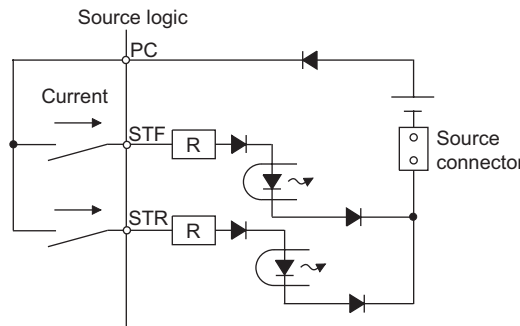 Source logic
PC
Current
STF
R
Source
connector
STR
R